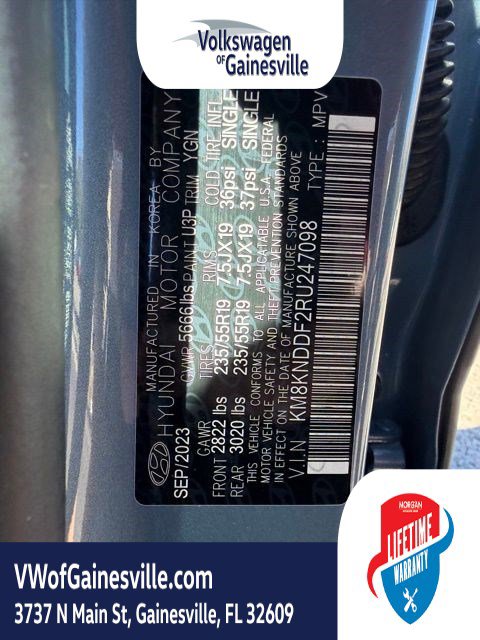 Volkswagen
OF Gainesville
HYUNDAI MOTOR COMPANY
MANUFACTURED IN KOREA BY
SEP/2023 GVWR 5666lbs PAINT U3P TRIM YGN
GAWR TIRES RIMS COLD TIRE INFL
FRONT 2822 lbs 235/55R19 7.5JX19 36psi SINGLE
REAR 3020 lbs 235/55R19 7.5JX19 37psi SINGLE
THIS VEHICLE CONFORMS TO ALL APPLICABLE U.S.A. FEDERAL
MOTOR VEHICLE SAFETY AND THEFT PREVENTION STANDARDS
IN EFFECT ON THE DATE OF MANUFACTURE SHOWN ABOVE
V.I.N KM8KNDDF2RU247098 TYPE : MPV
MORGAN
LIFETIME
WARRANTY
VWofGainesville.com
3737 N Main St, Gainesville, FL 32609